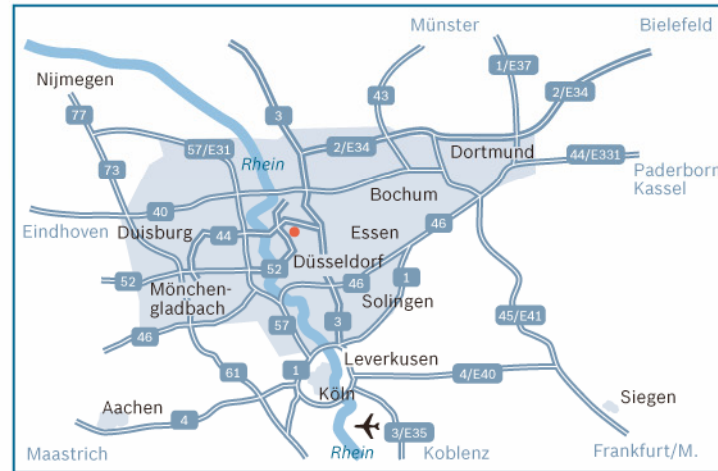 Münster
Bielefeld
Nijmegen
1/E37
77
3
43
2/E34
57/E31
Rhein
2/E34
Dortmund
44/E331
73
Paderborn
Kassel
Bochum
40
46
Eindhoven
Duisburg
44
Essen
Düsseldorf
52
52
46
1
Mönchen-
gladbach
Solingen
45/E41
46
57
3
Leverkusen
61
1
4/E40
Köln
Siegen
Aachen
4
3/E35
Maastrich
Rhein
Koblenz
Frankfurt/M.